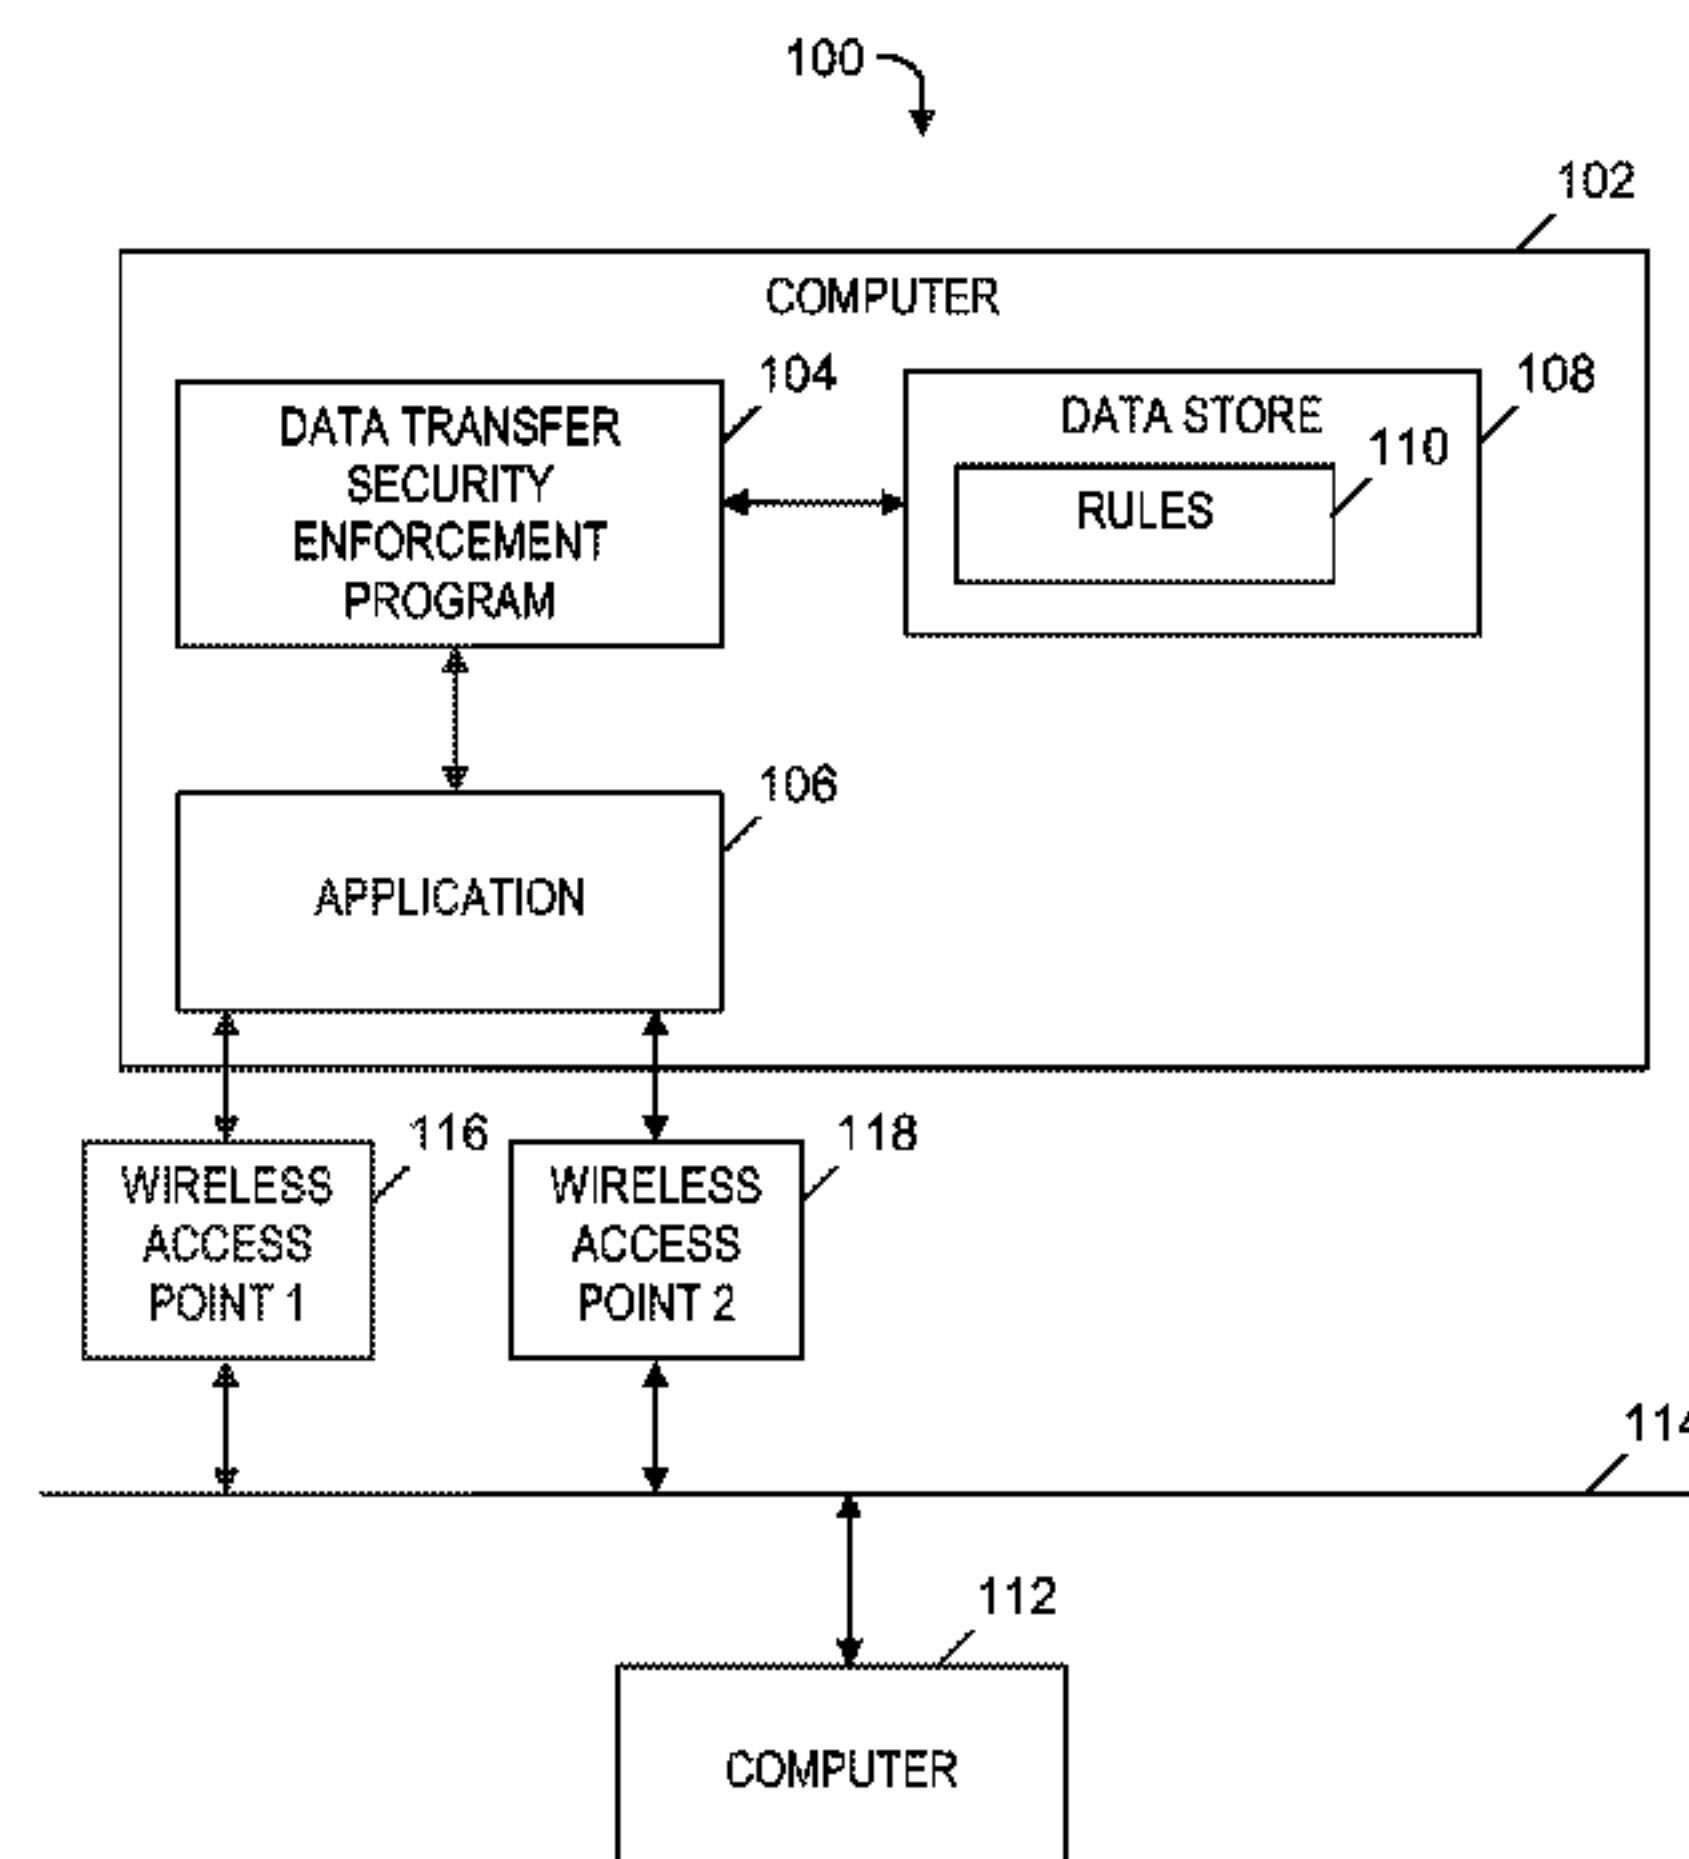 100
102
COMPUTER
104
108
DATA TRANSFER
SECURITY
ENFORCEMENT
PROGRAM
DATA STORE
110
RULES
106
APPLICATION
116
118
WIRELESS
ACCESS
POINT 1
WIRELESS
ACCESS
POINT 2
114
112
COMPUTER